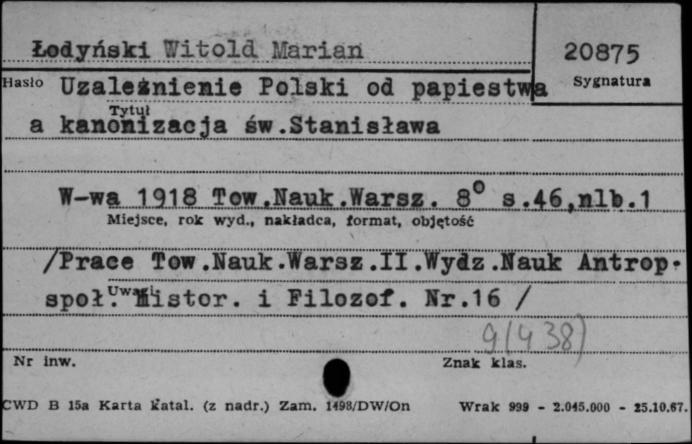 Łodyński Witold Marian
20875
Hasło
Sygnatura
Uzależnienie Polski od papiestwa
Tytuł
a kanonizacja św.Stanisława
W-wa 1918 Tow.Nauk.Warsz. 8° s.46,nlb.1
Miejsce, rok wyd., nakładca, format, objętość
/Prace Tow.Nauk.Warsz.II.Wydz.Nauk Antrop.
Uwagi
społ. Histor. i Filozof. Nr.16 /
9(438)
Nr inw.
Znak klas.
CWD B 15a Karta katal. (z nadr.) Zam. 1498/DW/On
Wrak 999 - 2.045.000 - 25.10.67.